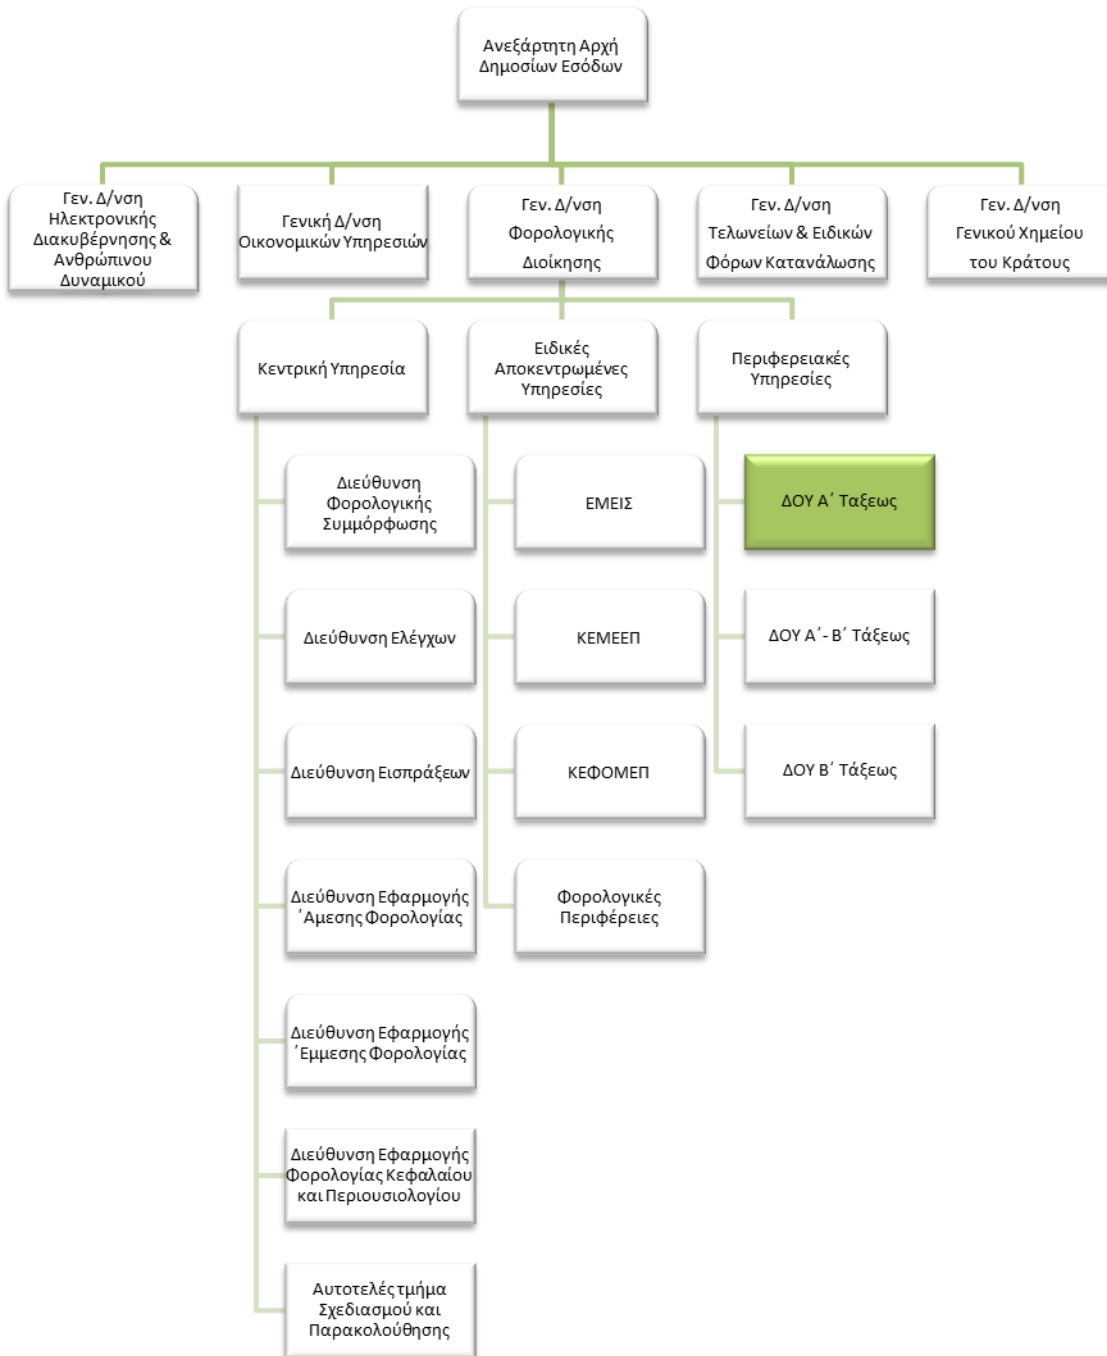 Ανεξάρτητη Αρχή
Δημοσίων Εσόδων
Γεν. Δ/νση
Ηλεκτρονικής
Διακυβέρνησης &
Ανθρώπινου
Δυναμικού
Γενική Δ/νση
Οικονομικών Υπηρεσιών
Γεν. Δ/νση
Φορολογικής
Διοίκησης
Γεν. Δ/νση
Τελωνείων & Ειδικών
Φόρων Κατανάλωσης
Γεν. Δ/νση
Γενικού Χημείου
του Κράτους
Κεντρική Υπηρεσία
Ειδικές
Αποκεντρωμένες
Υπηρεσίες
Περιφερειακές
Υπηρεσίες
Διεύθυνση
Φορολογικής
Συμμόρφωσης
Διεύθυνση Ελέγχων
Διεύθυνση Εισπράξεων
Διεύθυνση Εφαρμογής
΄Αμεσης Φορολογίας
Διεύθυνση Εφαρμογής
΄Εμμεσης Φορολογίας
Διεύθυνση Εφαρμογής
Φορολογίας Κεφαλαίου
και Περιουσιολογίου
Αυτοτελές τμήμα
Σχεδιασμού και
Παρακολούθησης
ΕΜΕΙΣ
ΚΕΜΕΕΠ
ΚΕΦΟΜΕΠ
Φορολογικές
Περιφέρειες
ΔΟΥ Α΄ Ταξεως
ΔΟΥ Α΄- Β΄ Τάξεως
ΔΟΥ Β΄ Τάξεως